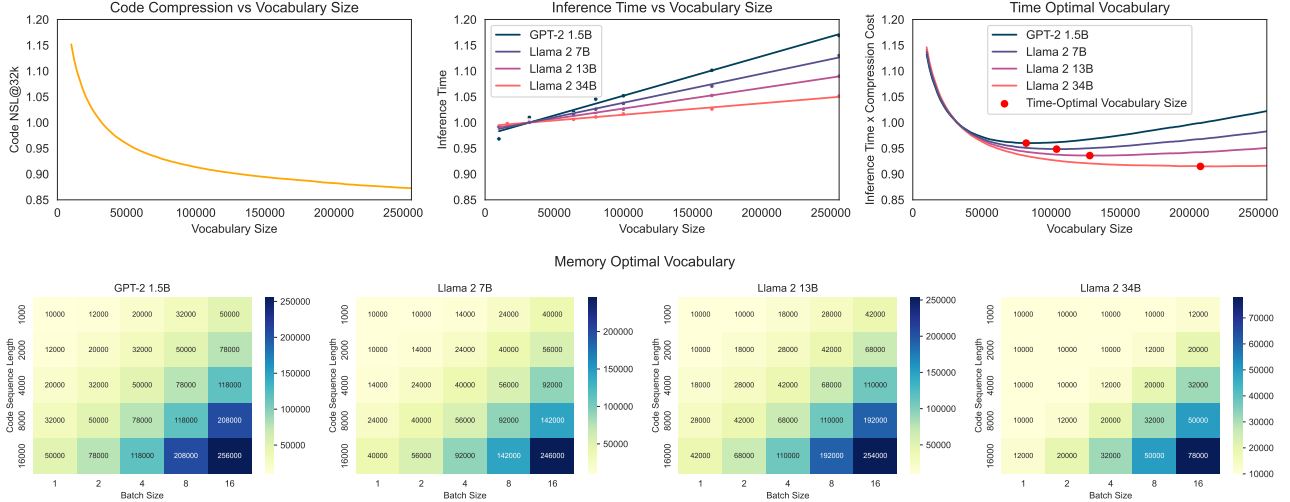 Code Compression vs Vocabulary Size
Code NSL@32k
1.20
1.15
1.10
1.05
1.00
0.95
0.90
0.85
0 50000 100000 150000 200000 250000
Vocabulary Size
Inference Time vs Vocabulary Size
Inference Time
1.20
1.15
1.10
1.05
1.00
0.95
0.90
0.85
GPT-2 1.5B
Llama 2 7B
Llama 2 13B
Llama 2 34B
0 50000 100000 150000 200000 250000
Vocabulary Size
Time Optimal Vocabulary
Inference Time x Compression Cost
1.20
1.15
1.10
1.05
1.00
0.95
0.90
0.85
GPT-2 1.5B
Llama 2 7B
Llama 2 13B
Llama 2 34B
Time-Optimal Vocabulary Size
0 50000 100000 150000 200000 250000
Vocabulary Size
Memory Optimal Vocabulary
GPT-2 1.5B
Code Sequence Length
1000 10000 12000 20000 32000 50000
2000 12000 20000 32000 50000 78000
4000 20000 32000 50000 78000 118000
8000 32000 50000 78000 118000 208000
16000 50000 78000 118000 208000 256000
1 2 4 8 16
Batch Size
250000
200000
150000
100000
50000
Llama 2 7B
Code Sequence Length
1000 10000 10000 14000 24000 40000
2000 10000 14000 24000 40000 56000
4000 14000 24000 40000 56000 92000
8000 24000 40000 56000 92000 142000
16000 40000 56000 92000 142000 246000
1 2 4 8 16
Batch Size
200000
150000
100000
50000
Llama 2 13B
Code Sequence Length
1000 10000 10000 18000 28000 42000
2000 10000 18000 28000 42000 68000
4000 18000 28000 42000 68000 110000
8000 28000 42000 68000 110000 192000
16000 42000 68000 110000 192000 254000
1 2 4 8 16
Batch Size
250000
200000
150000
100000
50000
Llama 2 34B
Code Sequence Length
1000 10000 10000 10000 10000 12000
2000 10000 10000 10000 12000 20000
4000 10000 10000 12000 20000 32000
8000 10000 12000 20000 32000 50000
16000 12000 20000 32000 50000 78000
1 2 4 8 16
Batch Size
70000
60000
50000
40000
30000
20000
10000